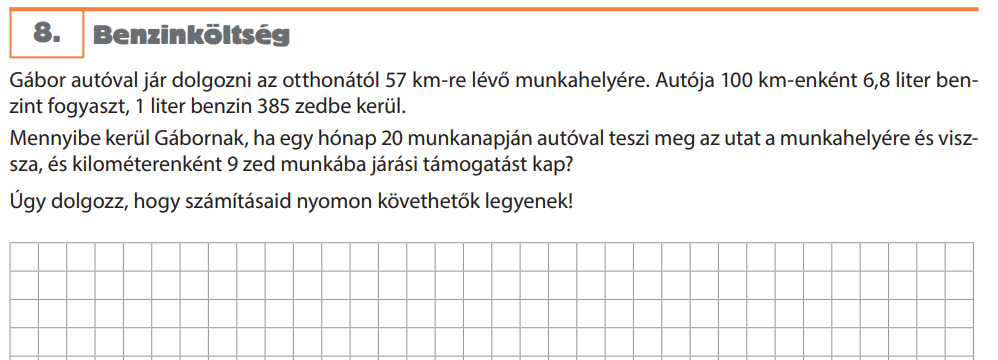 8. Benzinköltség
Gábor autóval jár dolgozni az otthonától 57 km-re lévő munkahelyére. Autója 100 km-enként 6,8 liter ben-
zint fogyaszt, 1 liter benzin 385 zedbe kerül.
Mennyibe kerül Gábornak, ha egy hónap 20 munkanapján autóval teszi meg az utat a munkahelyére és visz-
sza, és kilométerenként 9 zed munkába járási támogatást kap?
Úgy dolgozz, hogy számításaid nyomon követhetők legyenek!